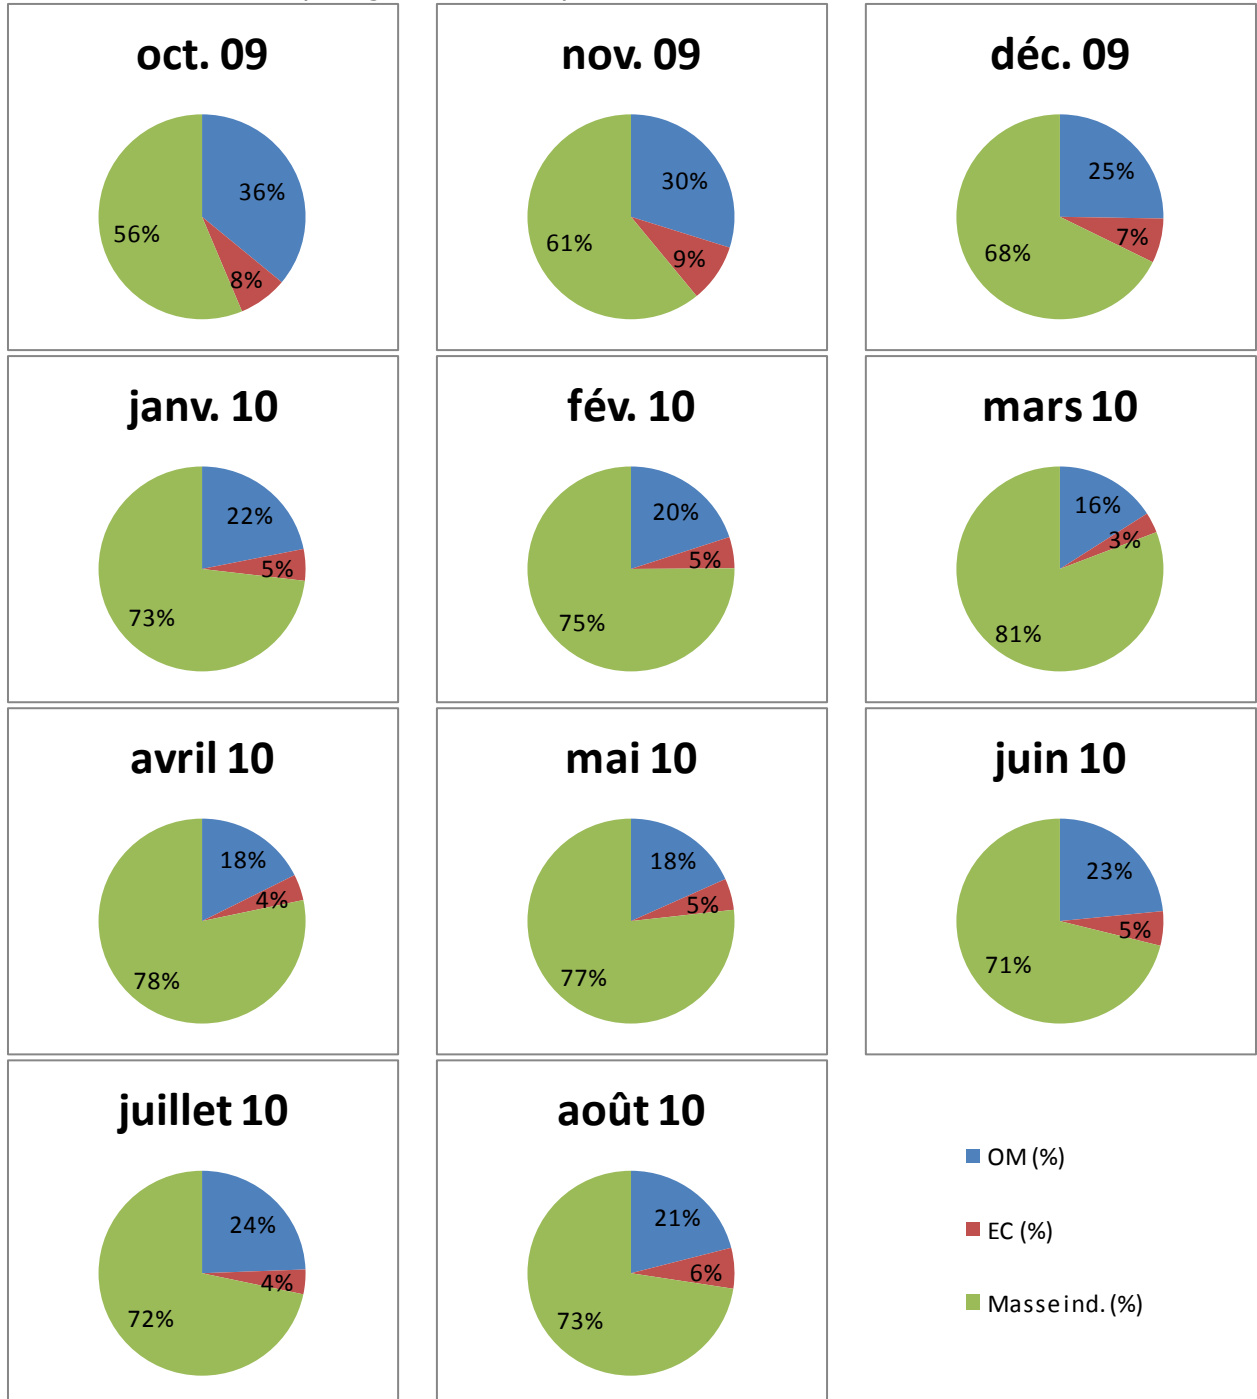 oct. 09
36%
56%
8%
nov. 09
30%
61%
9%
déc. 09
25%
7%
68%
janv. 10
22%
5%
73%
fév. 10
20%
5%
75%
mars 10
16%
3%
81%
avril 10
18%
4%
78%
mai 10
18%
5%
77%
juin 10
23%
5%
71%
juillet 10
24%
4%
72%
août 10
21%
6%
73%
OM (%)
EC (%)
Masse ind. (%)